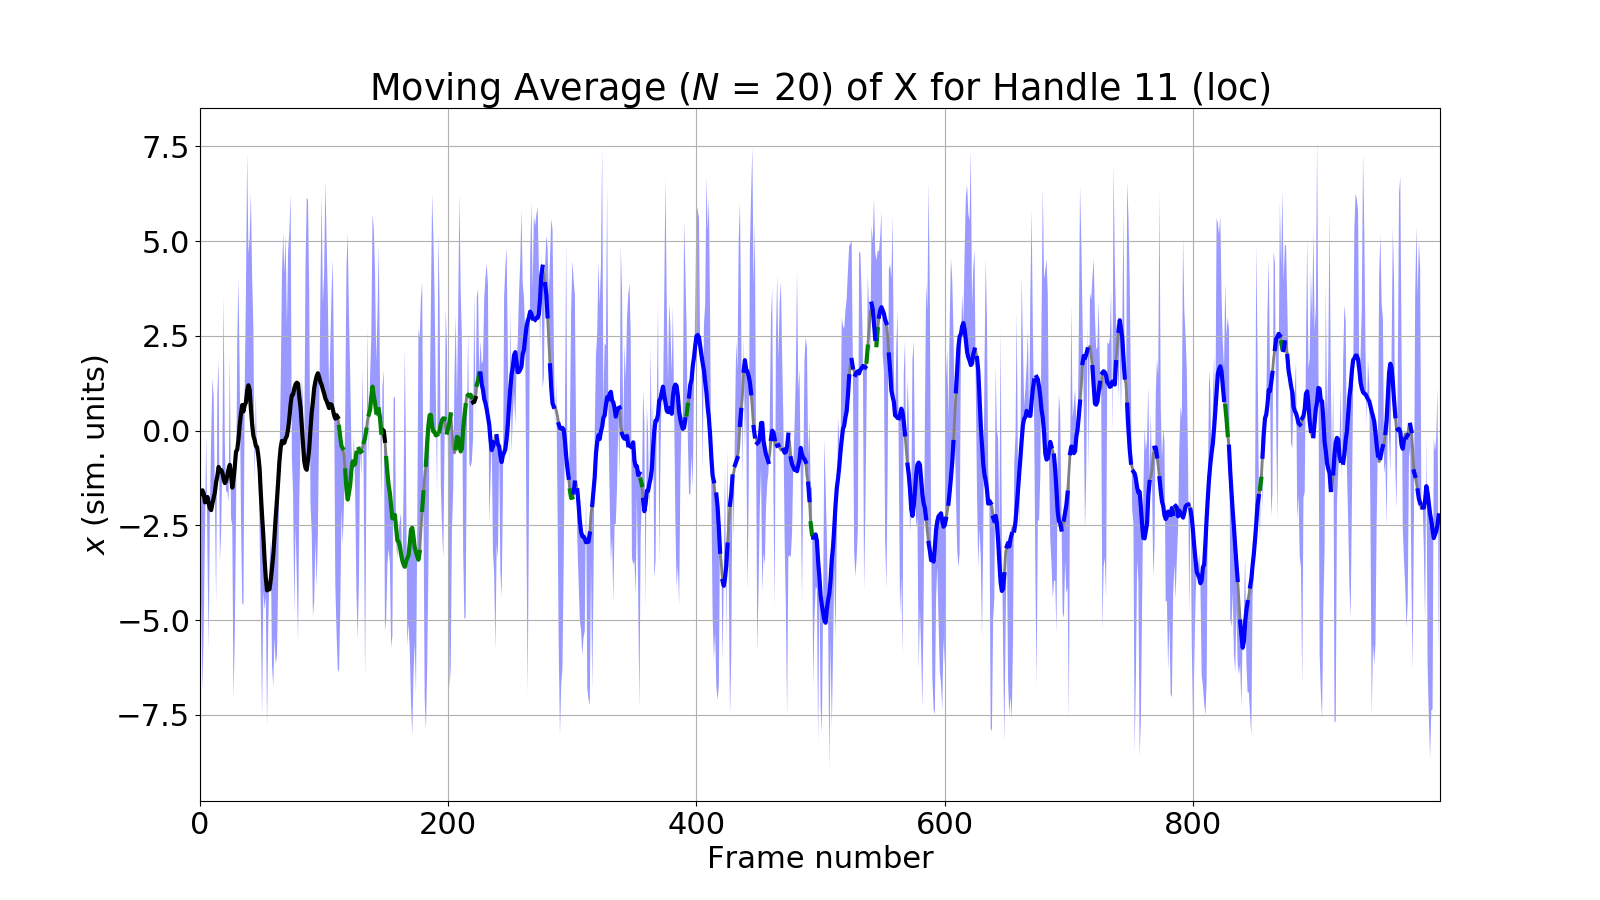 Moving Average (N = 20) of X for Handle 11 (loc)
7.5
5.0
2.5
0.0
−2.5
−5.0
−7.5
x (sim. units)
0 200 400 600 800
Frame number